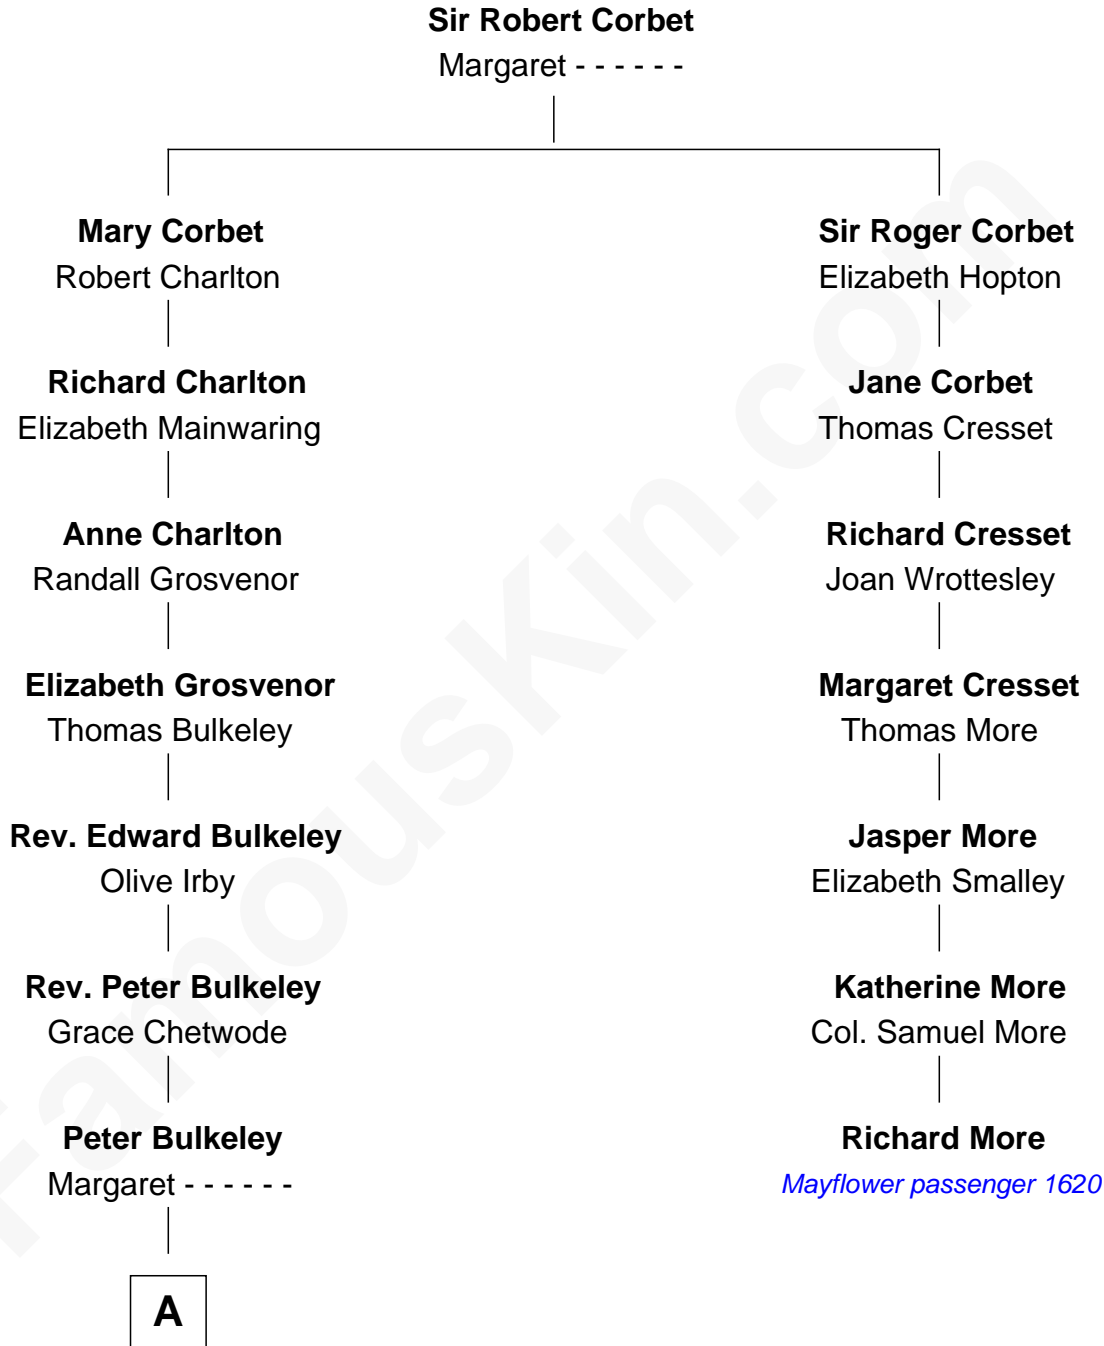 Sir Robert Corbet
Margaret - - - - - -
Mary Corbet
Robert Charlton
Sir Roger Corbet
Elizabeth Hopton
Richard Charlton
Elizabeth Mainwaring
Jane Corbet
Thomas Cresset
Anne Charlton
Randall Grosvenor
Richard Cresset
Joan Wrottesley
Elizabeth Grosvenor
Thomas Bulkeley
Margaret Cresset
Thomas More
Rev. Edward Bulkeley
Olive Irby
Jasper More
Elizabeth Smalley
Rev. Peter Bulkeley
Grace Chetwode
Katherine More
Col. Samuel More
Peter Bulkeley
Margaret - - - - - -
Richard More
Mayflower passenger 1620
A
FamousKin.com